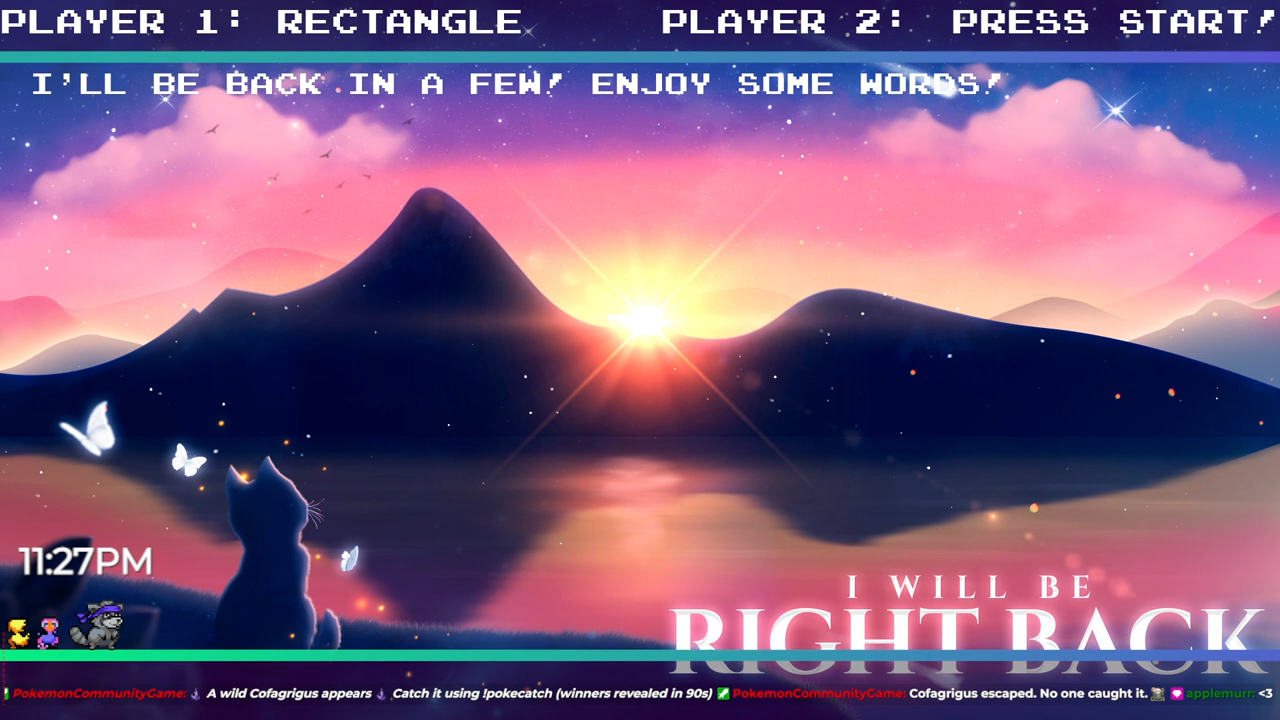 PLAYER 1: RECTANGLE
PLAYER 2: PRESS START!
I'LL BE BACK IN A FEW! ENJOY SOME WORDS!
11:27PM
I WILL BE
RIGHT BACK
PokemonCommunityGame: A wild Cofagrigus appears Catch it using !pokecatch (winners revealed in 90s) PokemonCommunityGame: Cofagrigus escaped. No one caught it. applemurr: <3